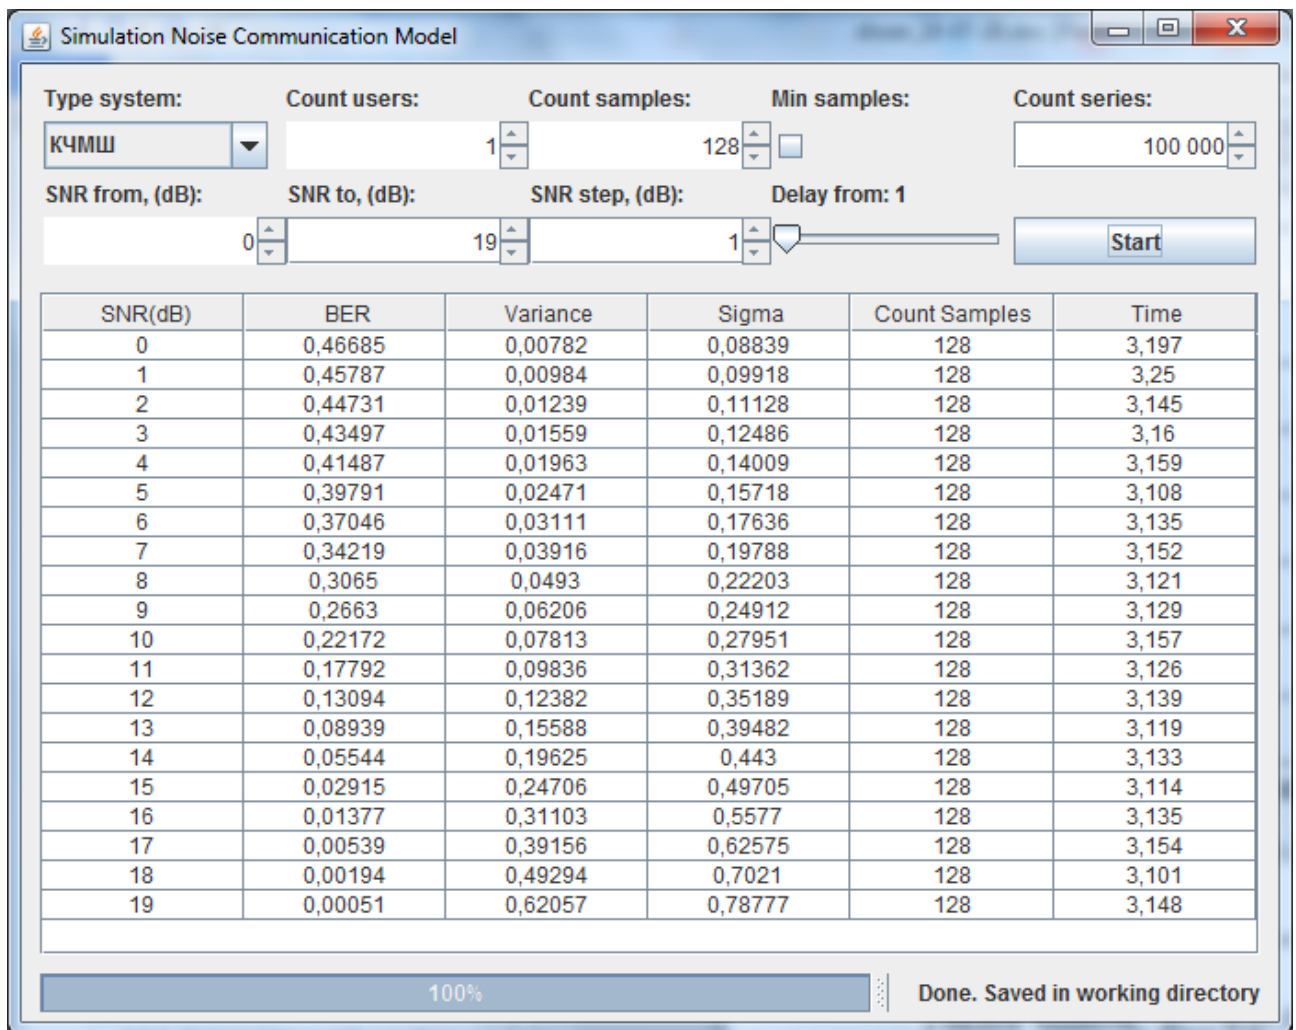 Simulation Noise Communication Model
Type system: Count users: Count samples: Min samples: Count series:
КЧМШ 1 128 100 000
SNR from, (dB): SNR to, (dB): SNR step, (dB): Delay from: 1
0 19 1 Start
SNR(dB) BER Variance Sigma Count Samples Time
0 0,46685 0,00782 0,08839 128 3,197
1 0,45787 0,00984 0,09918 128 3,25
2 0,44731 0,01239 0,11128 128 3,145
3 0,43497 0,01559 0,12486 128 3,16
4 0,41487 0,01963 0,14009 128 3,159
5 0,39791 0,02471 0,15718 128 3,108
6 0,37046 0,03111 0,17636 128 3,135
7 0,34219 0,03916 0,19788 128 3,152
8 0,3065 0,0493 0,22203 128 3,121
9 0,2663 0,06206 0,24912 128 3,129
10 0,22172 0,07813 0,27951 128 3,157
11 0,17792 0,09836 0,31362 128 3,126
12 0,13094 0,12382 0,35189 128 3,139
13 0,08939 0,15588 0,39482 128 3,119
14 0,05544 0,19625 0,443 128 3,133
15 0,02915 0,24706 0,49705 128 3,114
16 0,01377 0,31103 0,5577 128 3,135
17 0,00539 0,39156 0,62575 128 3,154
18 0,00194 0,49294 0,7021 128 3,101
19 0,00051 0,62057 0,78777 128 3,148
100% Done. Saved in working directory